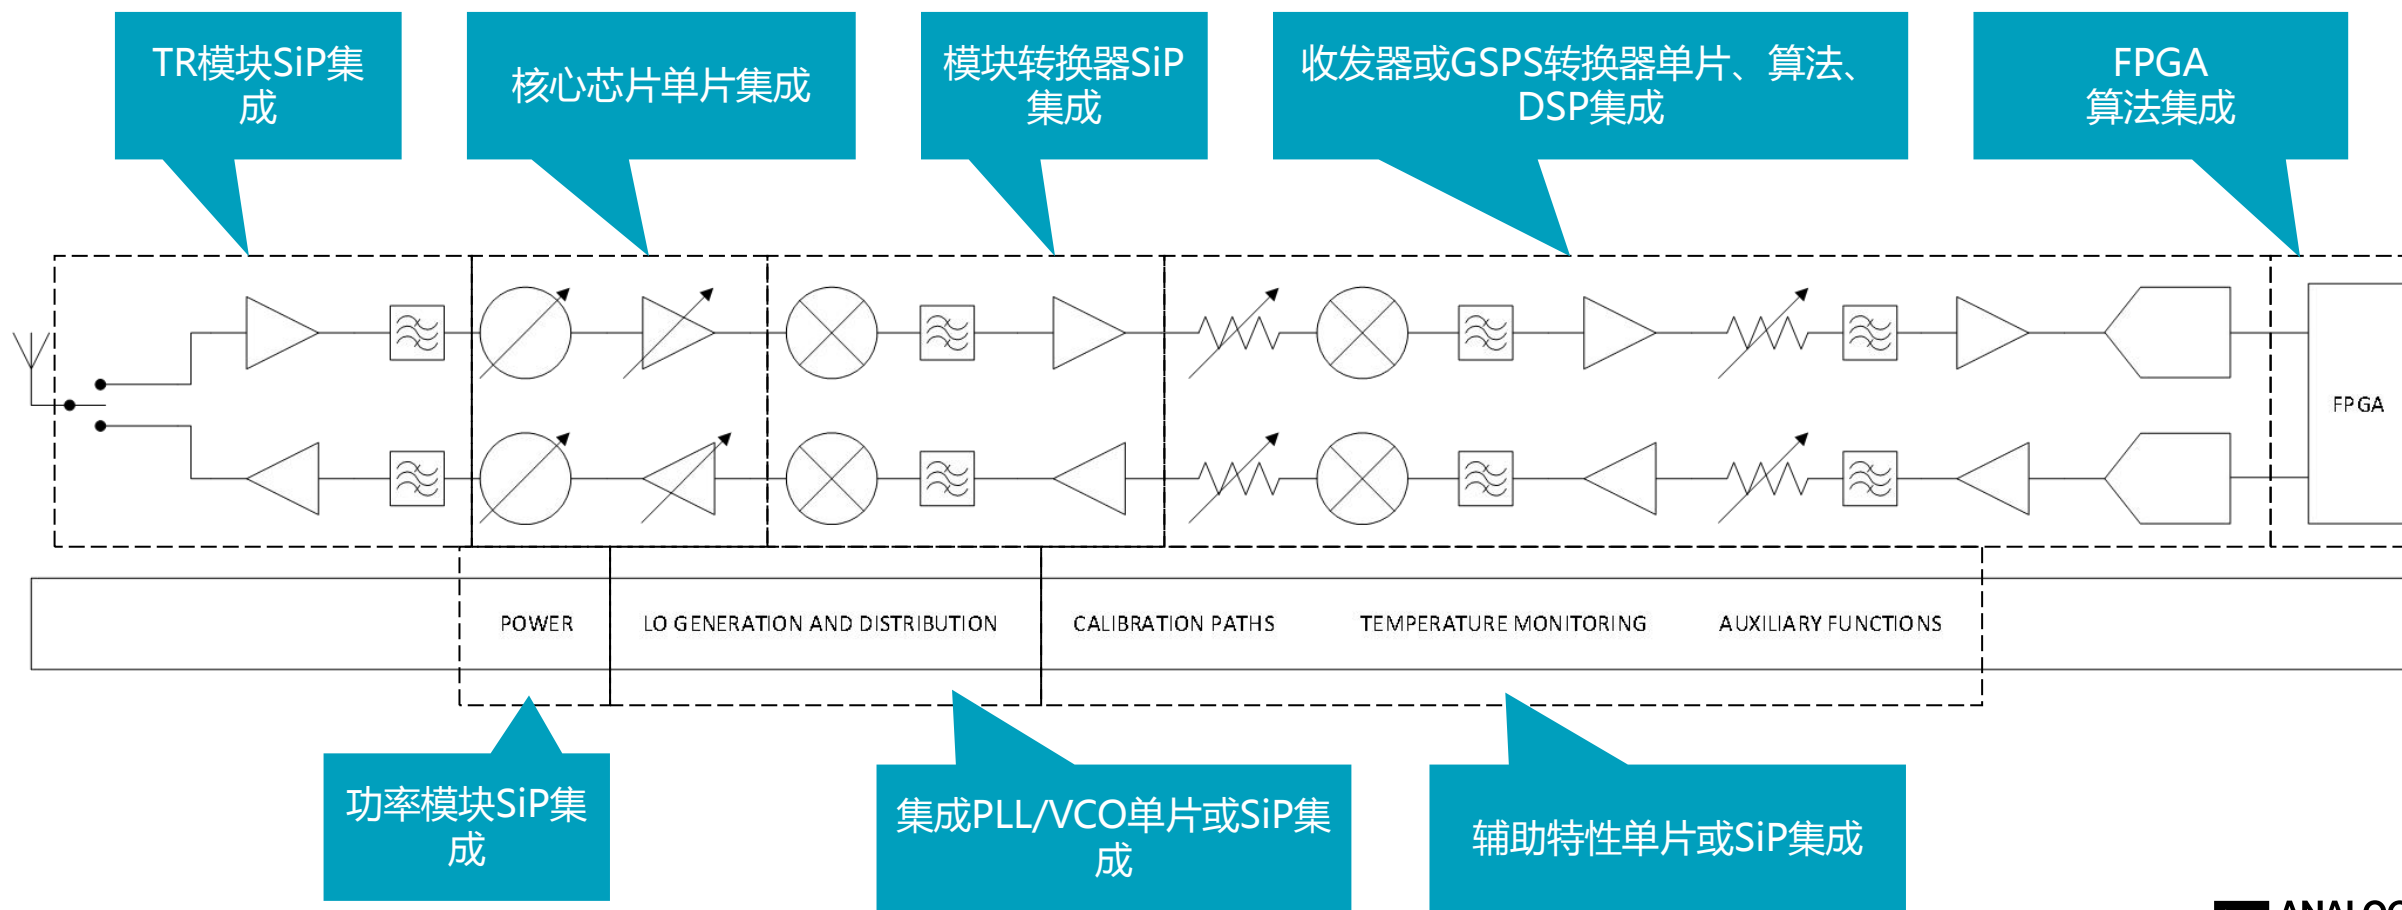 TR模块SiP集
成
核心芯片单片集成
模块转换器SiP
集成
收发器或GSPS转换器单片、算法、
DSP集成
FPGA
算法集成
FPGA
POWER
LO GENERATION AND DISTRIBUTION
CALIBRATION PATHS
TEMPERATURE MONITORING
AUXILIARY FUNCTIONS
功率模块SiP集
成
集成PLL/VCO单片或SiP集
成
辅助特性单片或SiP集成